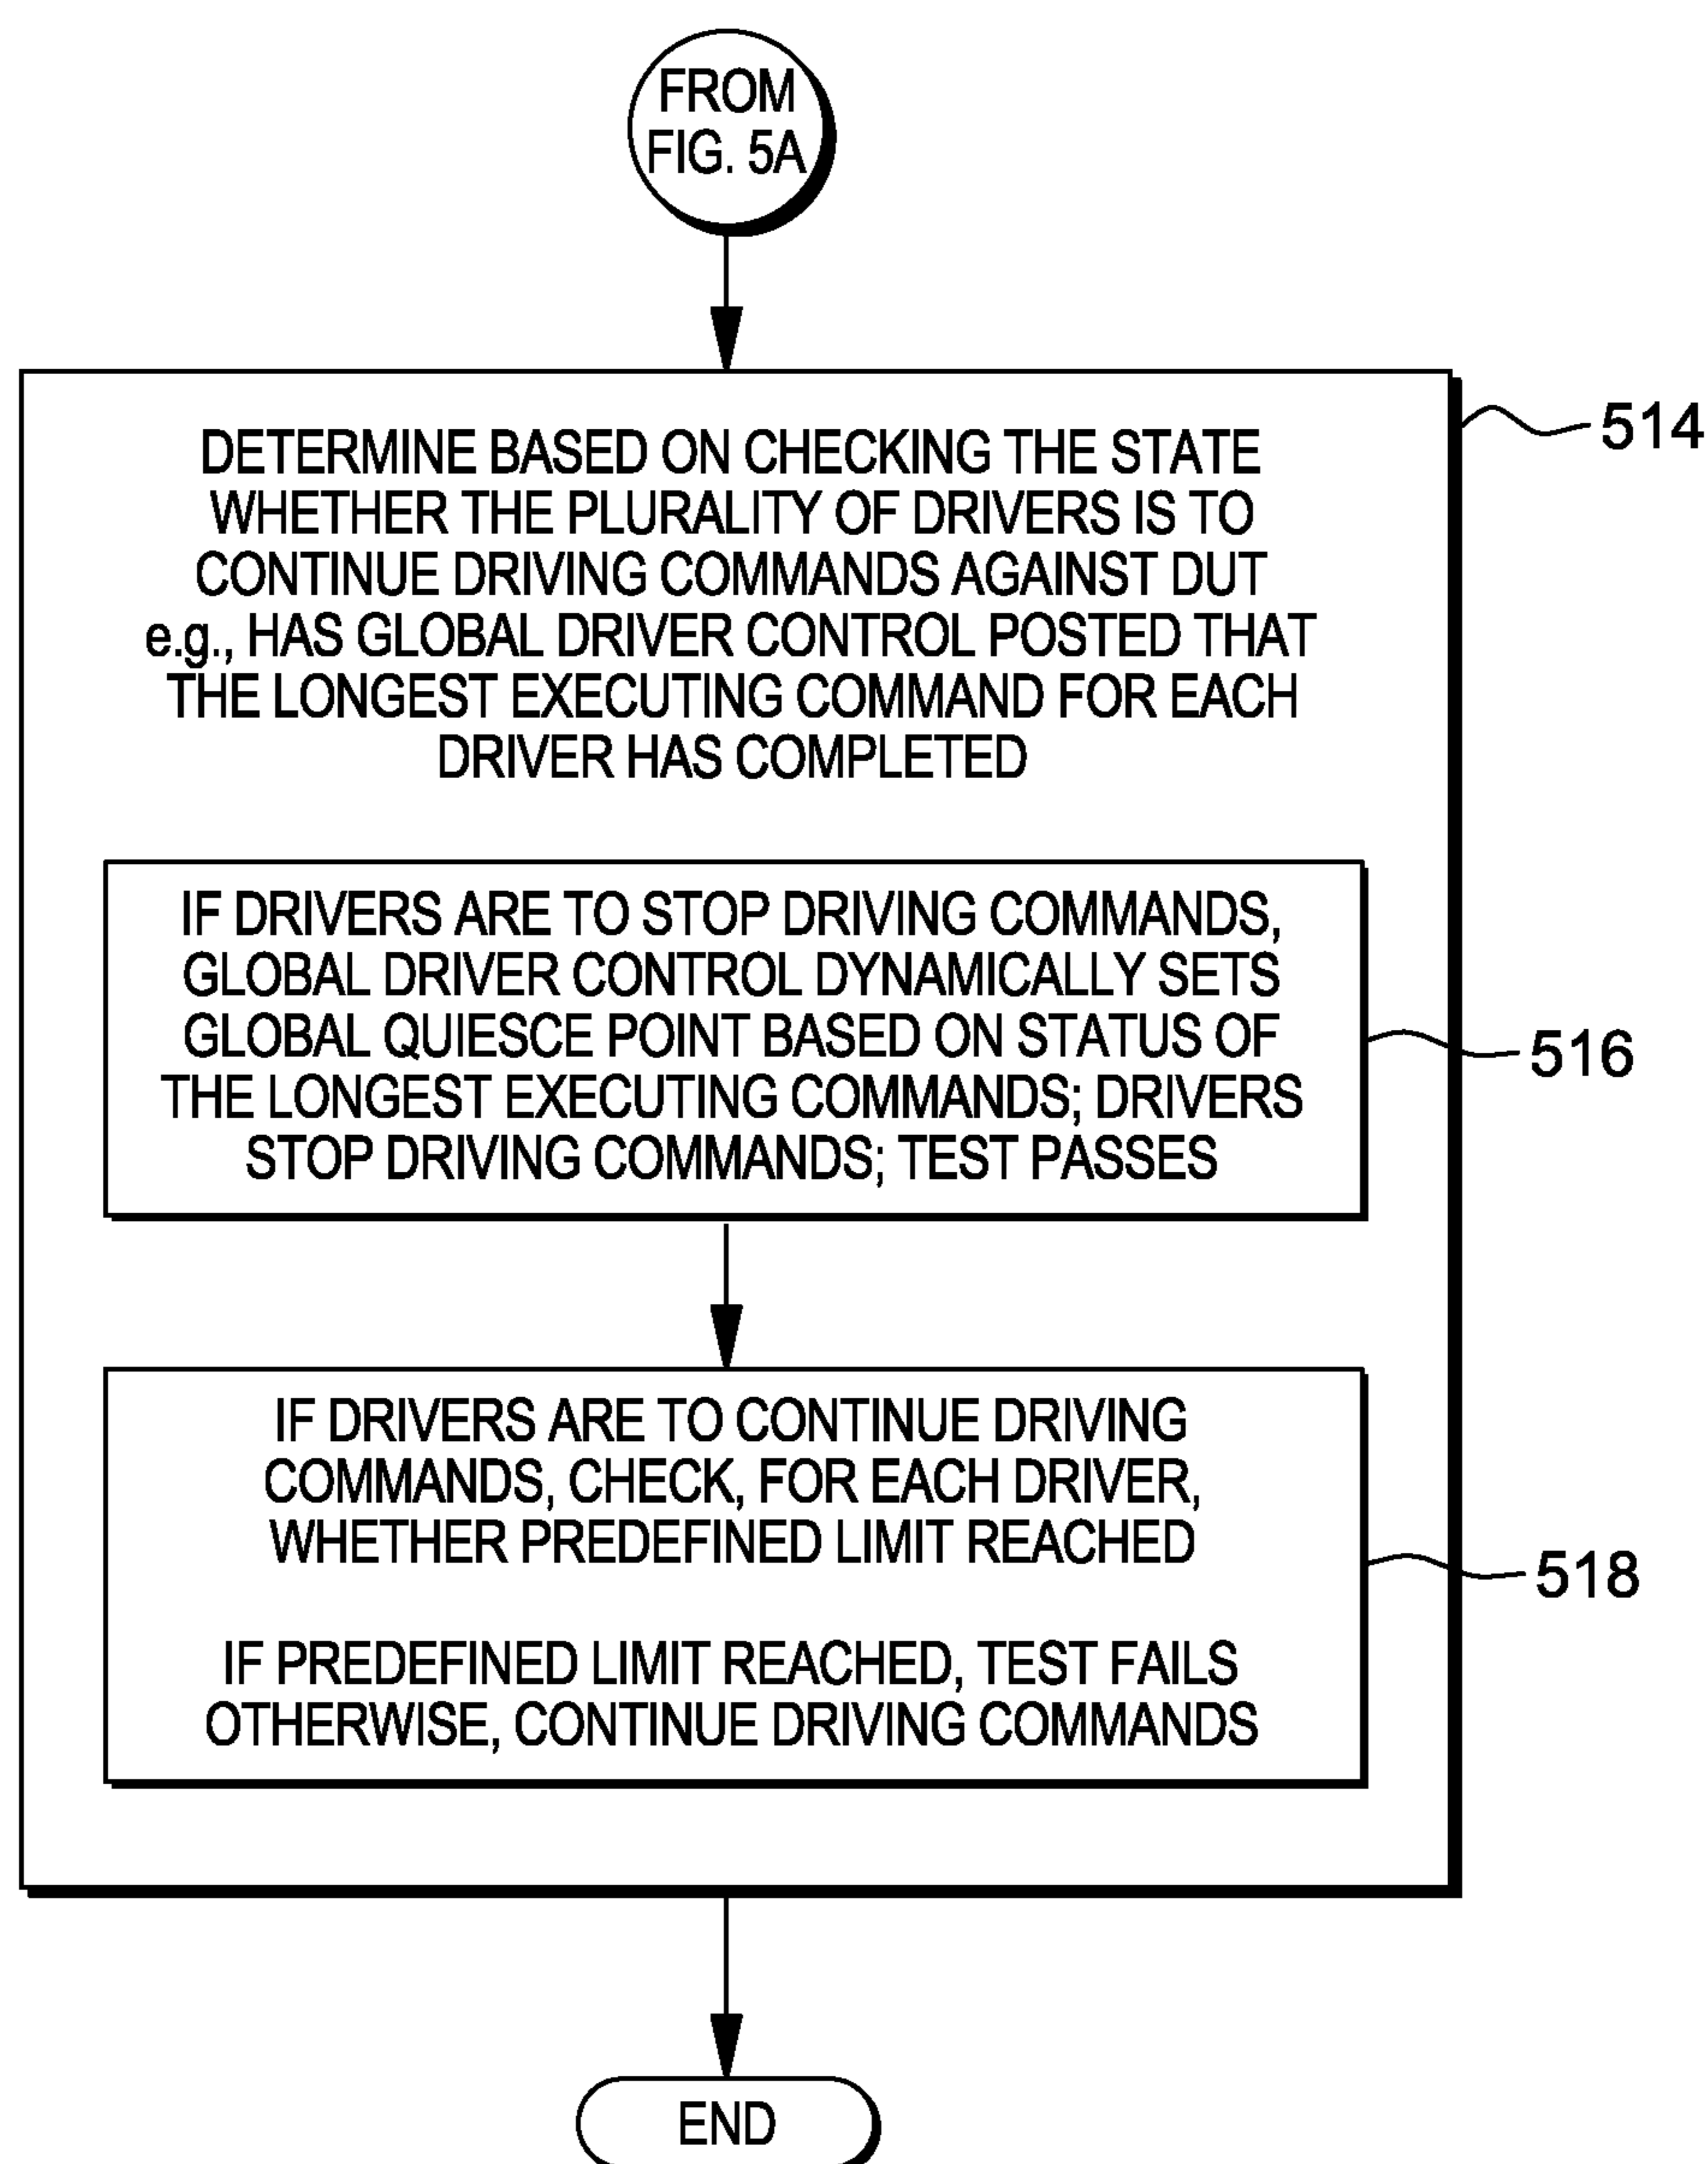 FROM
FIG. 5A
514
DETERMINE BASED ON CHECKING THE STATE
WHETHER THE PLURALITY OF DRIVERS IS TO
CONTINUE DRIVING COMMANDS AGAINST DUT
e.g., HAS GLOBAL DRIVER CONTROL POSTED THAT
THE LONGEST EXECUTING COMMAND FOR EACH
DRIVER HAS COMPLETED
IF DRIVERS ARE TO STOP DRIVING COMMANDS,
GLOBAL DRIVER CONTROL DYNAMICALLY SETS
GLOBAL QUIESCE POINT BASED ON STATUS OF
THE LONGEST EXECUTING COMMANDS; DRIVERS
STOP DRIVING COMMANDS; TEST PASSES
516
IF DRIVERS ARE TO CONTINUE DRIVING
COMMANDS, CHECK, FOR EACH DRIVER,
WHETHER PREDEFINED LIMIT REACHED
518
IF PREDEFINED LIMIT REACHED, TEST FAILS
OTHERWISE, CONTINUE DRIVING COMMANDS
END